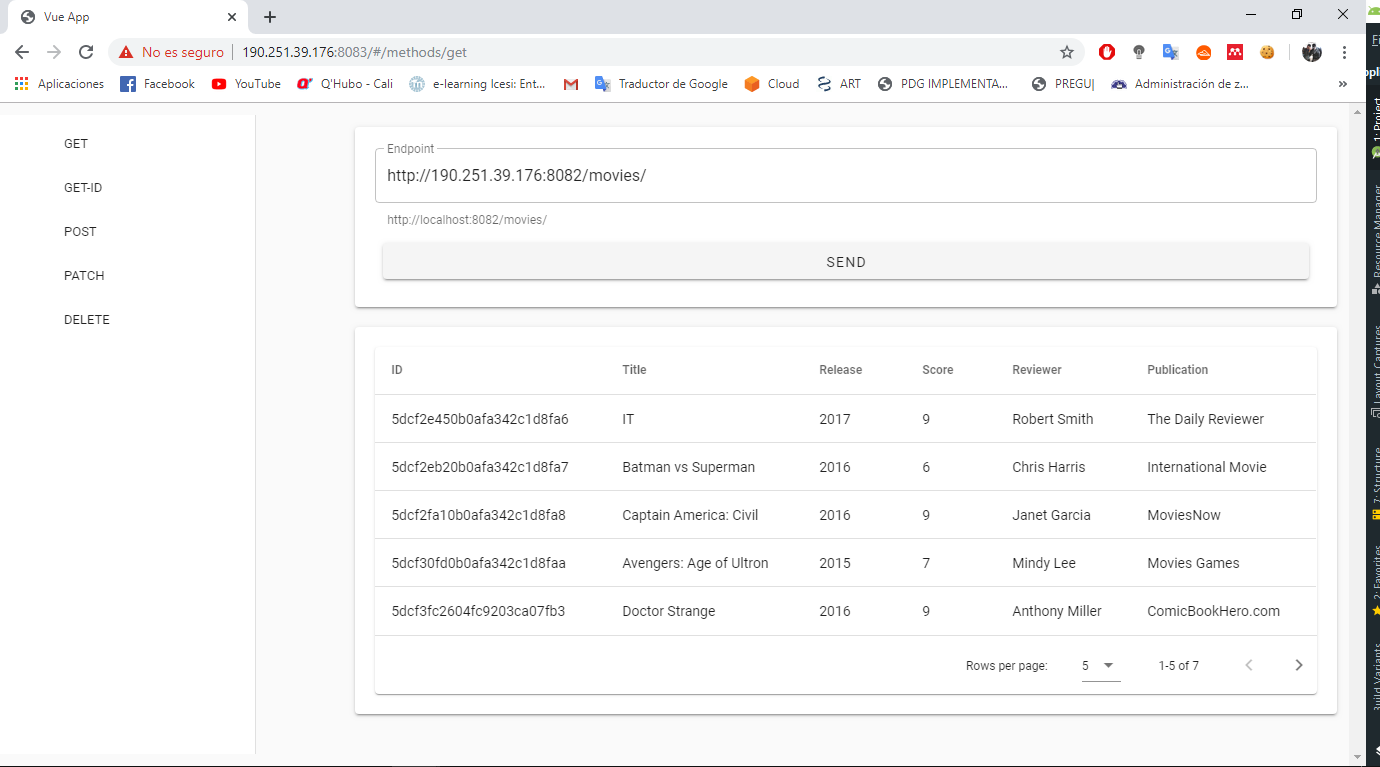 Vue App
No es seguro 190.251.39.176:8083/#/methods/get
Aplicaciones Facebook YouTube Q'Hubo - Cali e-learning Icesi: Ent... Traductor de Google Cloud ART PDG IMPLEMENTA... PREGU| Administración de z... »
GET
GET-ID
POST
PATCH
DELETE
Endpoint
http://190.251.39.176:8082/movies/
http://localhost:8082/movies/
SEND
ID Title Release Score Reviewer Publication
5dcf2e450b0afa342c1d8fa6 IT 2017 9 Robert Smith The Daily Reviewer
5dcf2eb20b0afa342c1d8fa7 Batman vs Superman 2016 6 Chris Harris International Movie
5dcf2fa10b0afa342c1d8fa8 Captain America: Civil 2016 9 Janet Garcia MoviesNow
5dcf30fd0b0afa342c1d8faa Avengers: Age of Ultron 2015 7 Mindy Lee Movies Games
5dcf3fc2604fc9203ca07fb3 Doctor Strange 2016 9 Anthony Miller ComicBookHero.com
Rows per page: 5 1-5 of 7
1: Project
Resource Manager
Layout Captures
7: Structure
2: Favorites
Build Variants